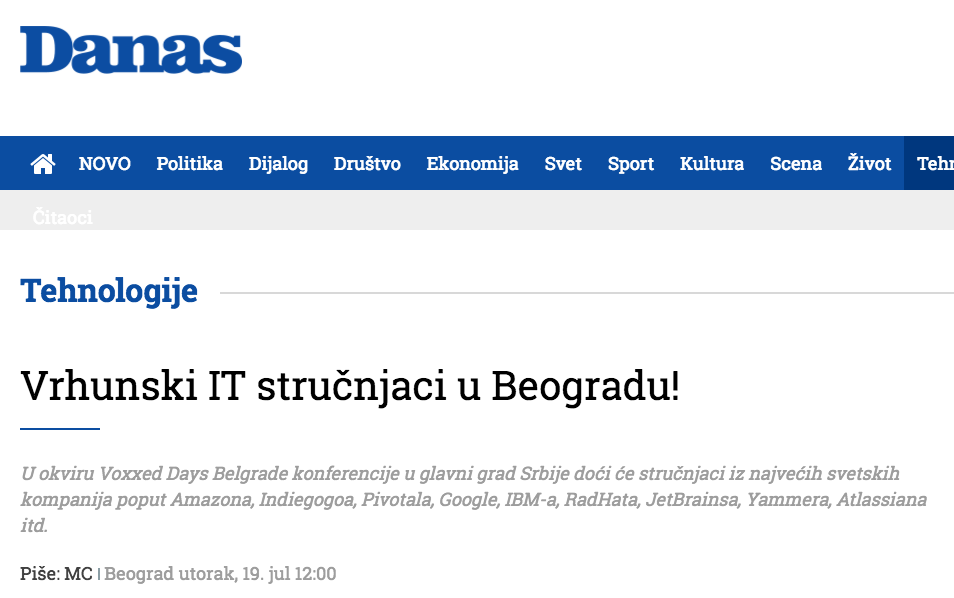 Danas
NOVO Politika Dijalog Društvo Ekonomija Svet Sport Kultura Scena Život Tehn
Čitaoci
Tehnologije
Vrhunski IT stručnjaci u Beogradu!
U okviru Voxxed Days Belgrade konferencije u glavni grad Srbije doći će stručnjaci iz najvećih svetskih
kompanija poput Amazona, Indiegogoa, Pivotala, Google, IBM-a, RadHata, JetBrainsa, Yammera, Atlassiana
itd.
Piše: MC | Beograd utorak, 19. jul 12:00